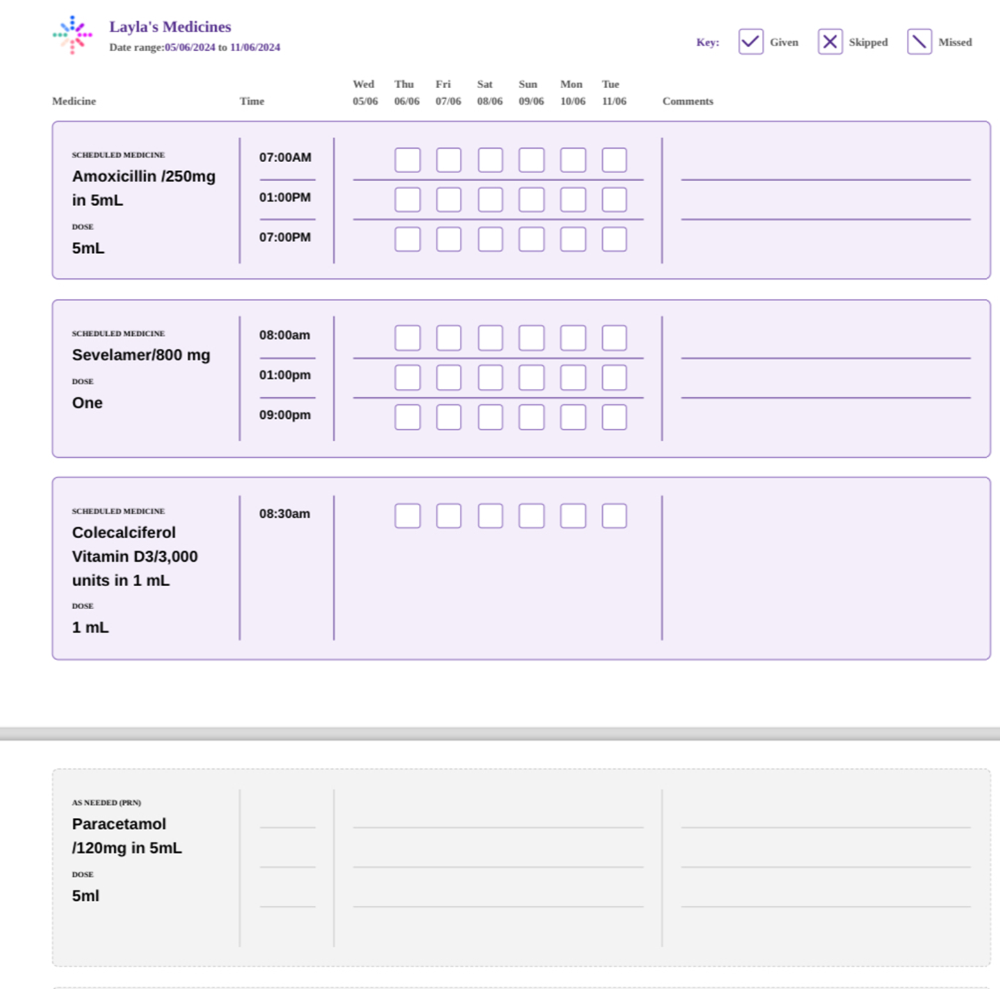 Layla's Medicines
Date range:05/06/2024 to 11/06/2024
Key: Given Skipped Missed
Wed Thu Fri Sat Sun Mon Tue
Medicine Time 05/06 06/06 07/06 08/06 09/06 10/06 11/06 Comments
SCHEDULED MEDICINE
Amoxicillin /250mg
in 5mL
DOSE
5mL
07:00AM
01:00PM
07:00PM
SCHEDULED MEDICINE
Sevelamer/800 mg
DOSE
One
08:00am
01:00pm
09:00pm
SCHEDULED MEDICINE
Colecalciferol
Vitamin D3/3,000
units in 1 mL
DOSE
1 mL
08:30am
AS NEEDED (PRN)
Paracetamol
/120mg in 5mL
DOSE
5ml